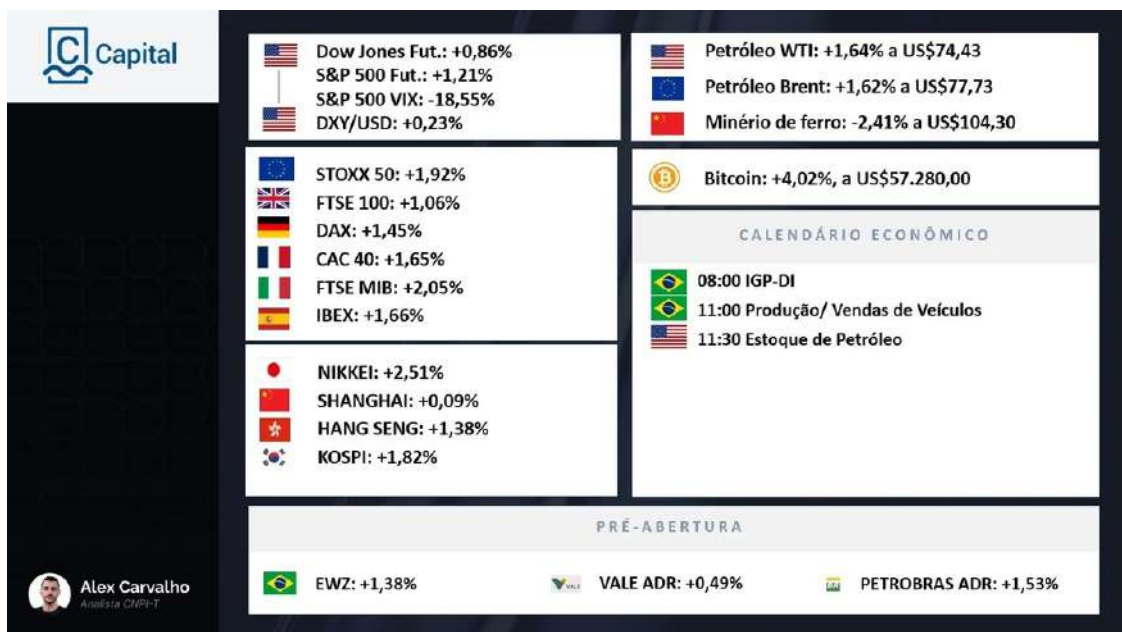 C Capital
Dow Jones Fut.: +0,86%
S&P 500 Fut.: +1,21%
S&P 500 VIX: -18,55%
DXY/USD: +0,23%
STOXX 50: +1,92%
FTSE 100: +1,06%
DAX: +1,45%
CAC 40: +1,65%
FTSE MIB: +2,05%
IBEX: +1,66%
NIKKEI: +2,51%
SHANGHAI: +0,09%
HANG SENG: +1,38%
KOSPI: +1,82%
Petróleo WTI: +1,64% a US$74,43
Petróleo Brent: +1,62% a US$77,73
Minério de ferro: -2,41% a US$104,30
Bitcoin: +4,02%, a US$57.280,00
CALENDÁRIO ECONÔMICO
08:00 IGP-DI
11:00 Produção/ Vendas de Veículos
11:30 Estoque de Petróleo
PRÉ-ABERTURA
EWZ: +1,38%
VALE
VALE ADR: +0,49%
PETROBRAS ADR: +1,53%
Alex Carvalho
Analista CNPI-T